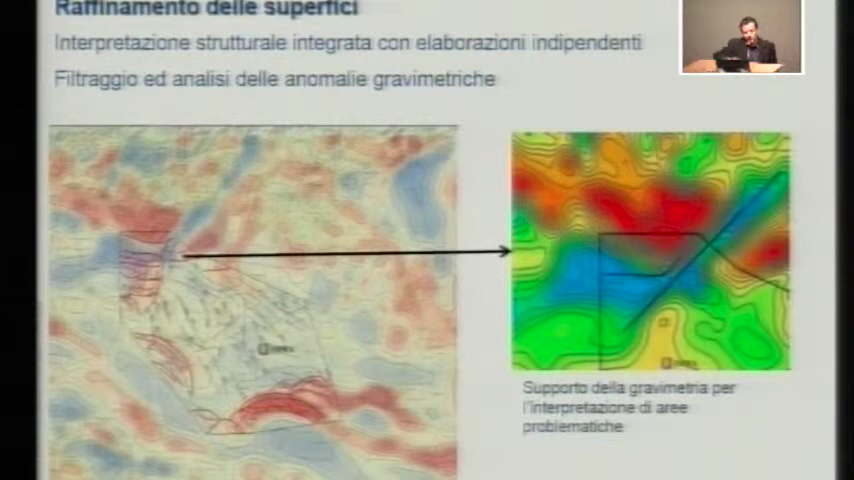 Raffinamento delle superfici
Interpretazione strutturale integrata con elaborazioni indipendenti
Filtraggio ed analisi delle anomalie gravimetriche
Supporto della gravimetria per
l'interpretazione di aree
problematiche